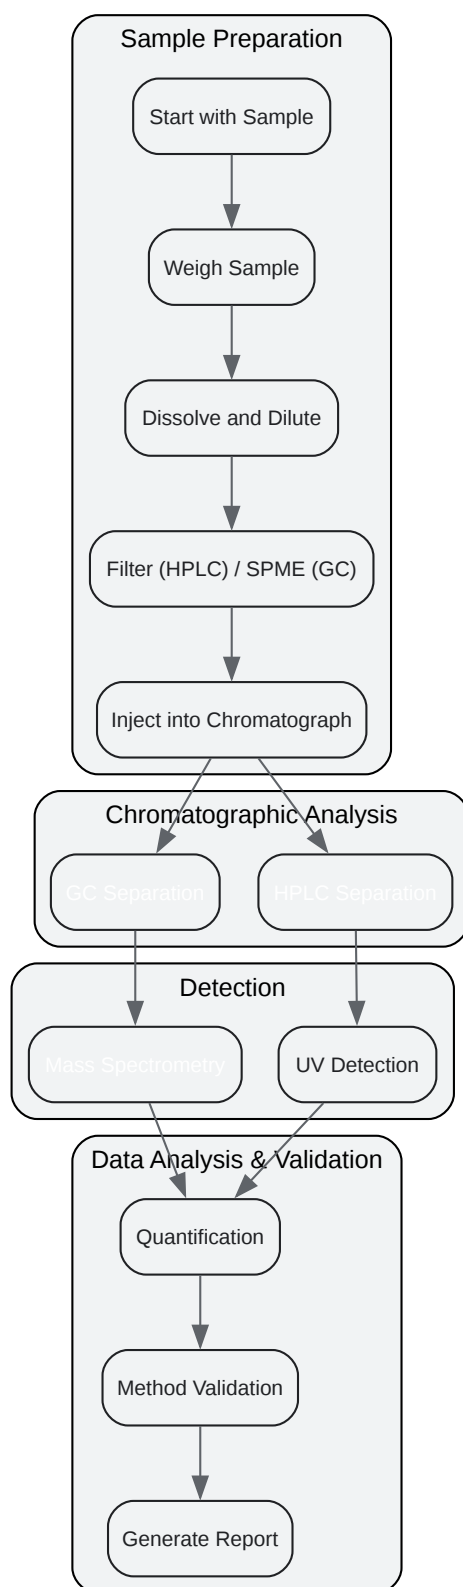 Sample Preparation
Start with Sample
Weigh Sample
Dissolve and Dilute
Filter (HPLC) / SPME (GC)
Inject into Chromatograph
Chromatographic Analysis
GC Separation
HPLC Separation
Detection
Mass Spectrometry
UV Detection
Data Analysis & Validation
Quantification
Method Validation
Generate Report